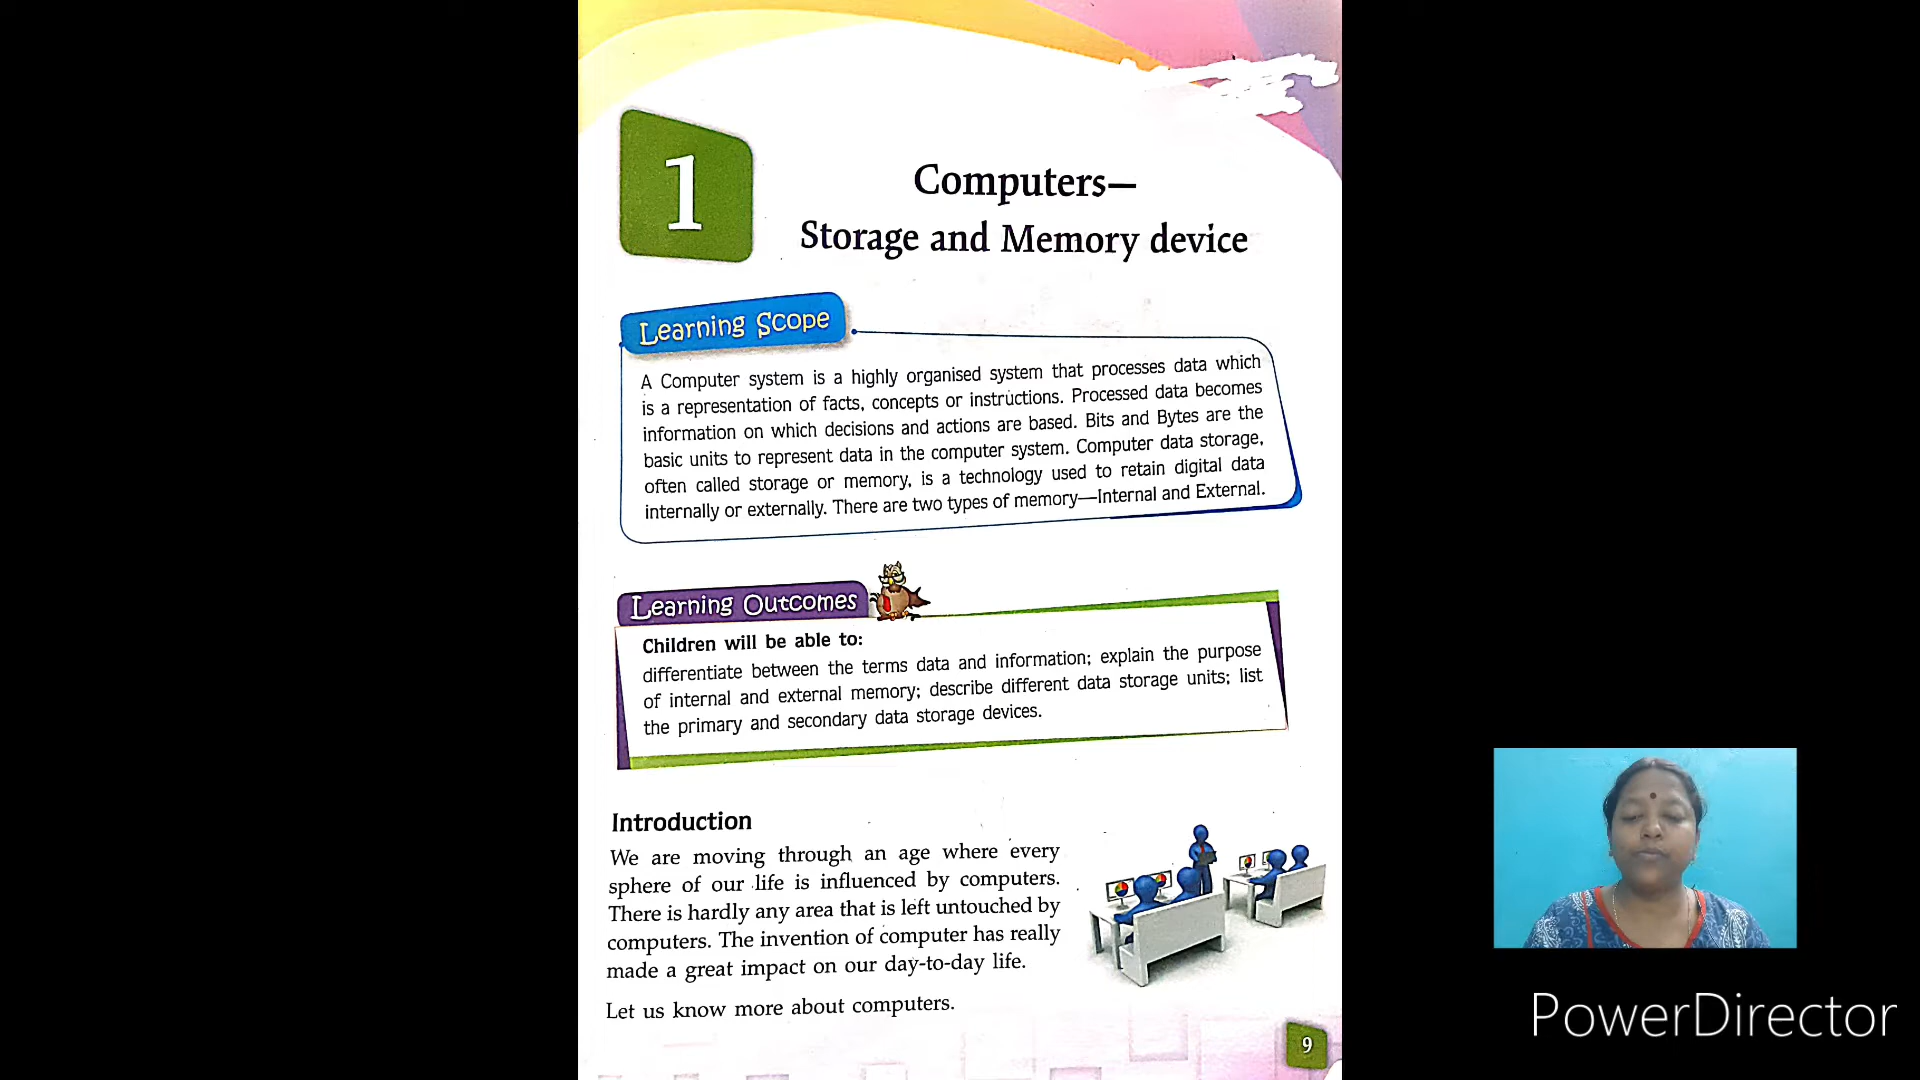 1
Computers—
Storage and Memory device
Learning Scope
A Computer system is a highly organised system that processes data which
is a representation of facts, concepts or instructions. Processed data becomes
information on which decisions and actions are based. Bits and Bytes are the
basic units to represent data in the computer system. Computer data storage,
often called storage or memory, is a technology used to retain digital data
internally or externally. There are two types of memory—Internal and External.
Learning Outcomes
Children will be able to:
differentiate between the terms data and information; explain the purpose
of internal and external memory; describe different data storage units; list
the primary and secondary data storage devices.
Introduction
We are moving through an age where every
sphere of our life is influenced by computers.
There is hardly any area that is left untouched by
computers. The invention of computer has really
made a great impact on our day-to-day life.
Let us know more about computers.
9
PowerDirector